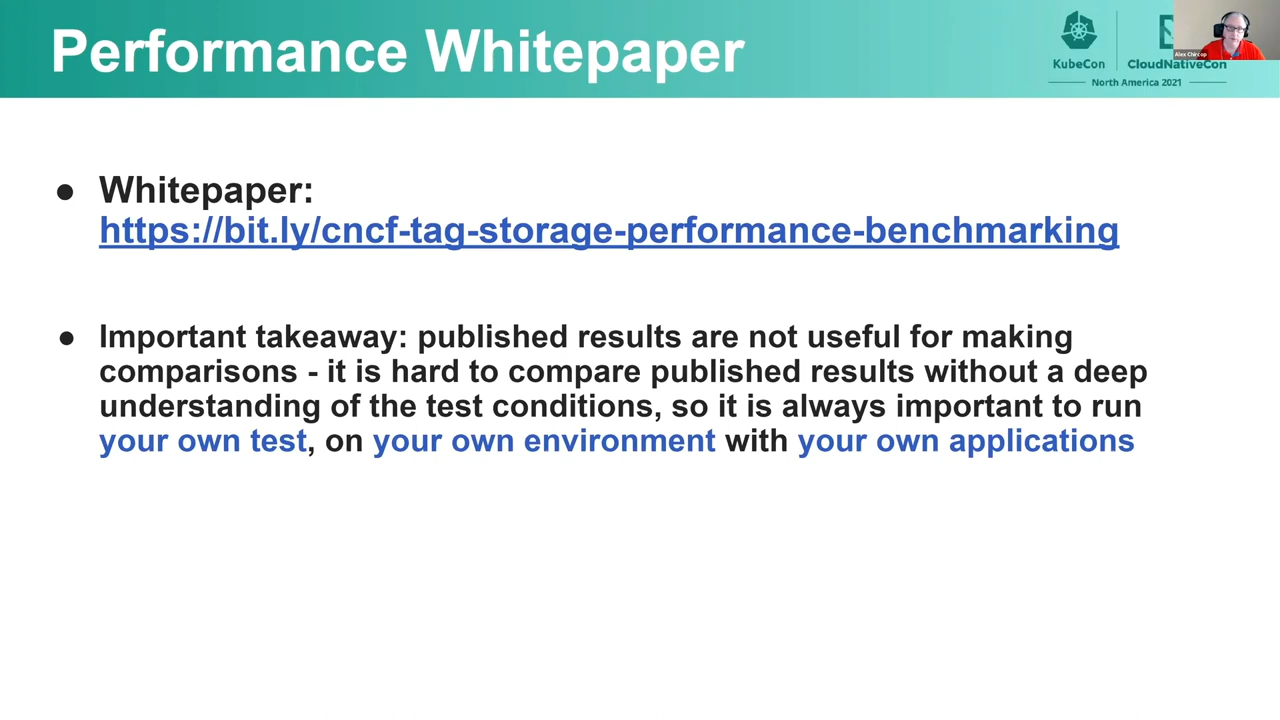 Performance Whitepaper
KubeCon
CloudNativeCon
North America 2021
Alex Chircop
● Whitepaper:
https://bit.ly/cncf-tag-storage-performance-benchmarking
● Important takeaway: published results are not useful for making
comparisons - it is hard to compare published results without a deep
understanding of the test conditions, so it is always important to run
your own test, on your own environment with your own applications